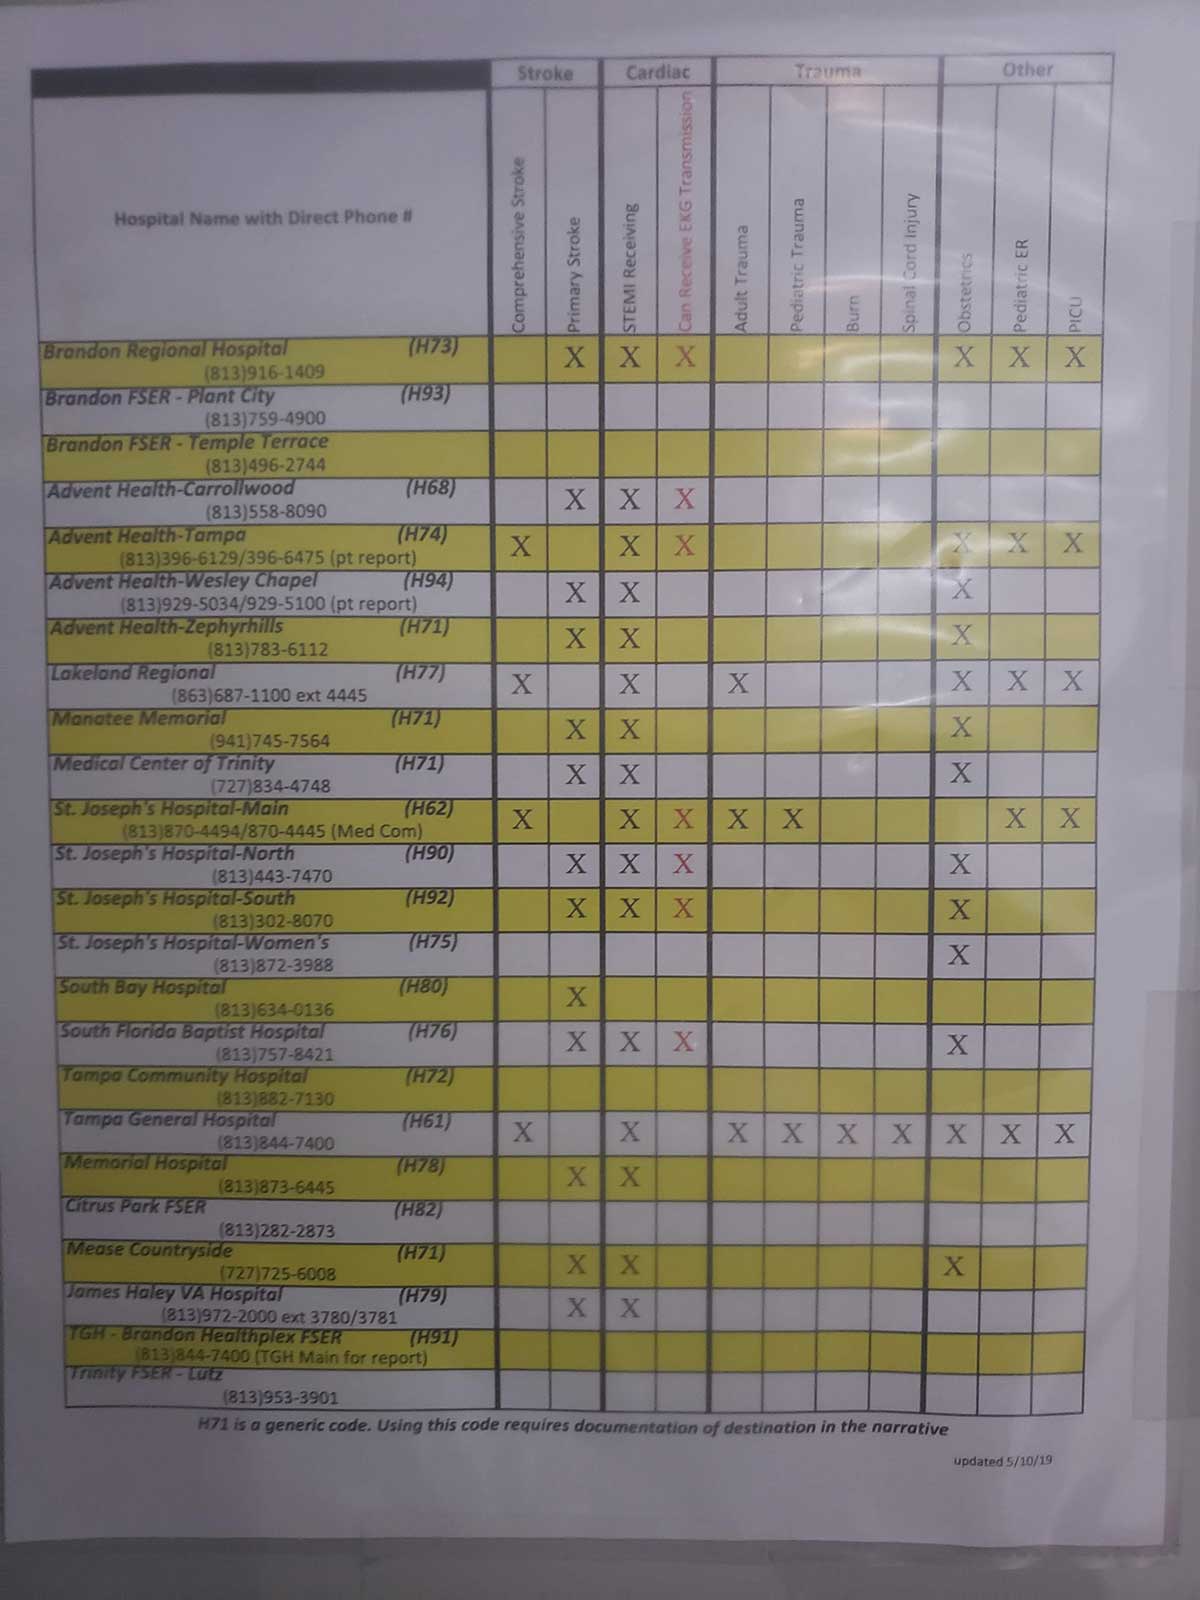 Stroke Cardiac Trauma Other
Hospital Name with Direct Phone #
Comprehensive Stroke
Primary Stroke
STEMI Receiving
Can Receive EKG Transmission
Adult Trauma
Pediatric Trauma
Burn
Spinal Cord Injury
Obstetrics
Pediatric ER
PICU
Brandon Regional Hospital (H73) X X X X X X
(813)916-1409
Brandon FSER - Plant City (H93)
(813)759-4900
Brandon FSER - Temple Terrace
(813)496-2744
Advent Health-Carrollwood (H68) X X X
(813)558-8090
Advent Health-Tampa (H74) X X X X X X
(813)396-6129/396-6475 (pt report)
Advent Health-Wesley Chapel (H94) X X X
(813)929-5034/929-5100 (pt report)
Advent Health-Zephyrhills (H71) X X X
(813)783-6112
Lakeland Regional (H77) X X X X X X
(863)687-1100 ext 4445
Manatee Memorial (H71) X X X
(941)745-7564
Medical Center of Trinity (H71) X X X
(727)834-4748
St. Joseph's Hospital-Main (H62) X X X X X X X
(813)870-4494/870-4445 (Med Com)
St. Joseph's Hospital-North (H90) X X X X
(813)443-7470
St. Joseph's Hospital-South (H92) X X X X
(813)302-8070
St. Joseph's Hospital-Women's (H75) X
(813)872-3988
South Bay Hospital (H80) X
(813)634-0136
South Florida Baptist Hospital (H76) X X X X
(813)757-8421
Tampa Community Hospital (H72)
(813)882-7130
Tampa General Hospital (H61) X X X X X X X X X
(813)844-7400
Memorial Hospital (H78) X X
(813)873-6445
Citrus Park FSER (H82)
(813)282-2873
Mease Countryside (H71) X X X
(727)725-6008
James Haley VA Hospital (H79) X X
(813)972-2000 ext 3780/3781
TGH - Brandon Healthplex FSER (H91)
(813)844-7400 (TGH Main for report)
Trinity FSER - Lutz
(813)953-3901
H71 is a generic code. Using this code requires documentation of destination in the narrative
updated 5/10/19